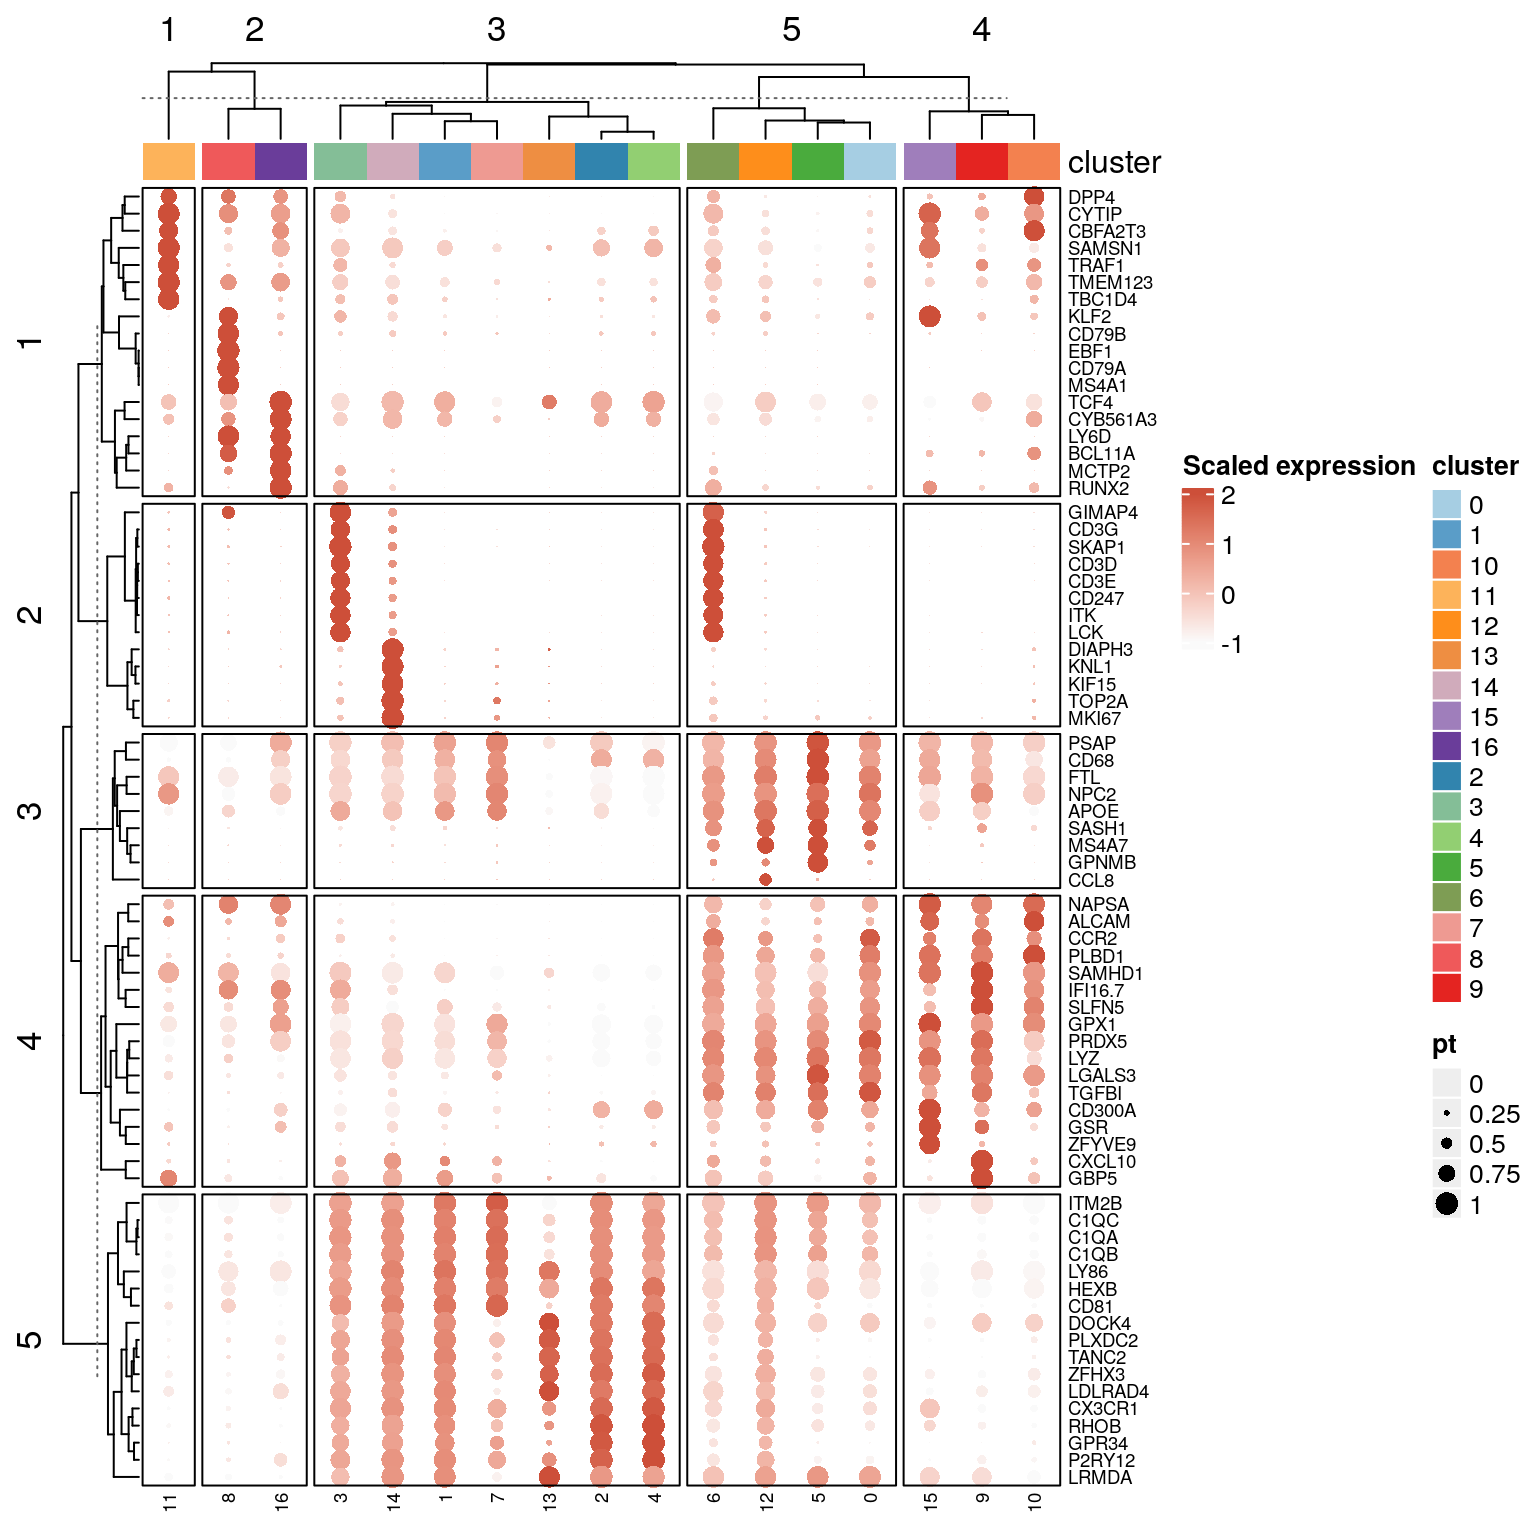 1 2 3 5 4
cluster
DPP4
CYTIP
CBFA2T3
SAMSN1
TRAF1
TMEM123
TBC1D4
KLF2
CD79B
EBF1
CD79A
MS4A1
TCF4
CYB561A3
LY6D
BCL11A
MCTP2
RUNX2
1
GIMAP4
CD3G
SKAP1
CD3D
CD3E
CD247
ITK
LCK
DIAPH3
KNL1
KIF15
TOP2A
MKI67
2
PSAP
CD68
FTL
NPC2
APOE
SASH1
MS4A7
GPNMB
CCL8
3
NAPSA
ALCAM
CCR2
PLBD1
SAMHD1
IFI16.7
SLFN5
GPX1
PRDX5
LYZ
LGALS3
TGFBI
CD300A
GSR
ZFYVE9
CXCL10
GBP5
4
ITM2B
C1QC
C1QA
C1QB
LY86
HEXB
CD81
DOCK4
PLXDC2
TANC2
ZFHX3
LDLRAD4
CX3CR1
RHOB
GPR34
P2RY12
LRMDA
5
11 8 16 3 14 1 7 13 2 4 6 12 5 0 15 9 10
Scaled expression
2
1
0
-1
cluster
0
1
10
11
12
13
14
15
16
2
3
4
5
6
7
8
9
pt
0
0.25
0.5
0.75
1